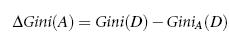 ΔGini(A) = Gini(D) − Gini_A(D)